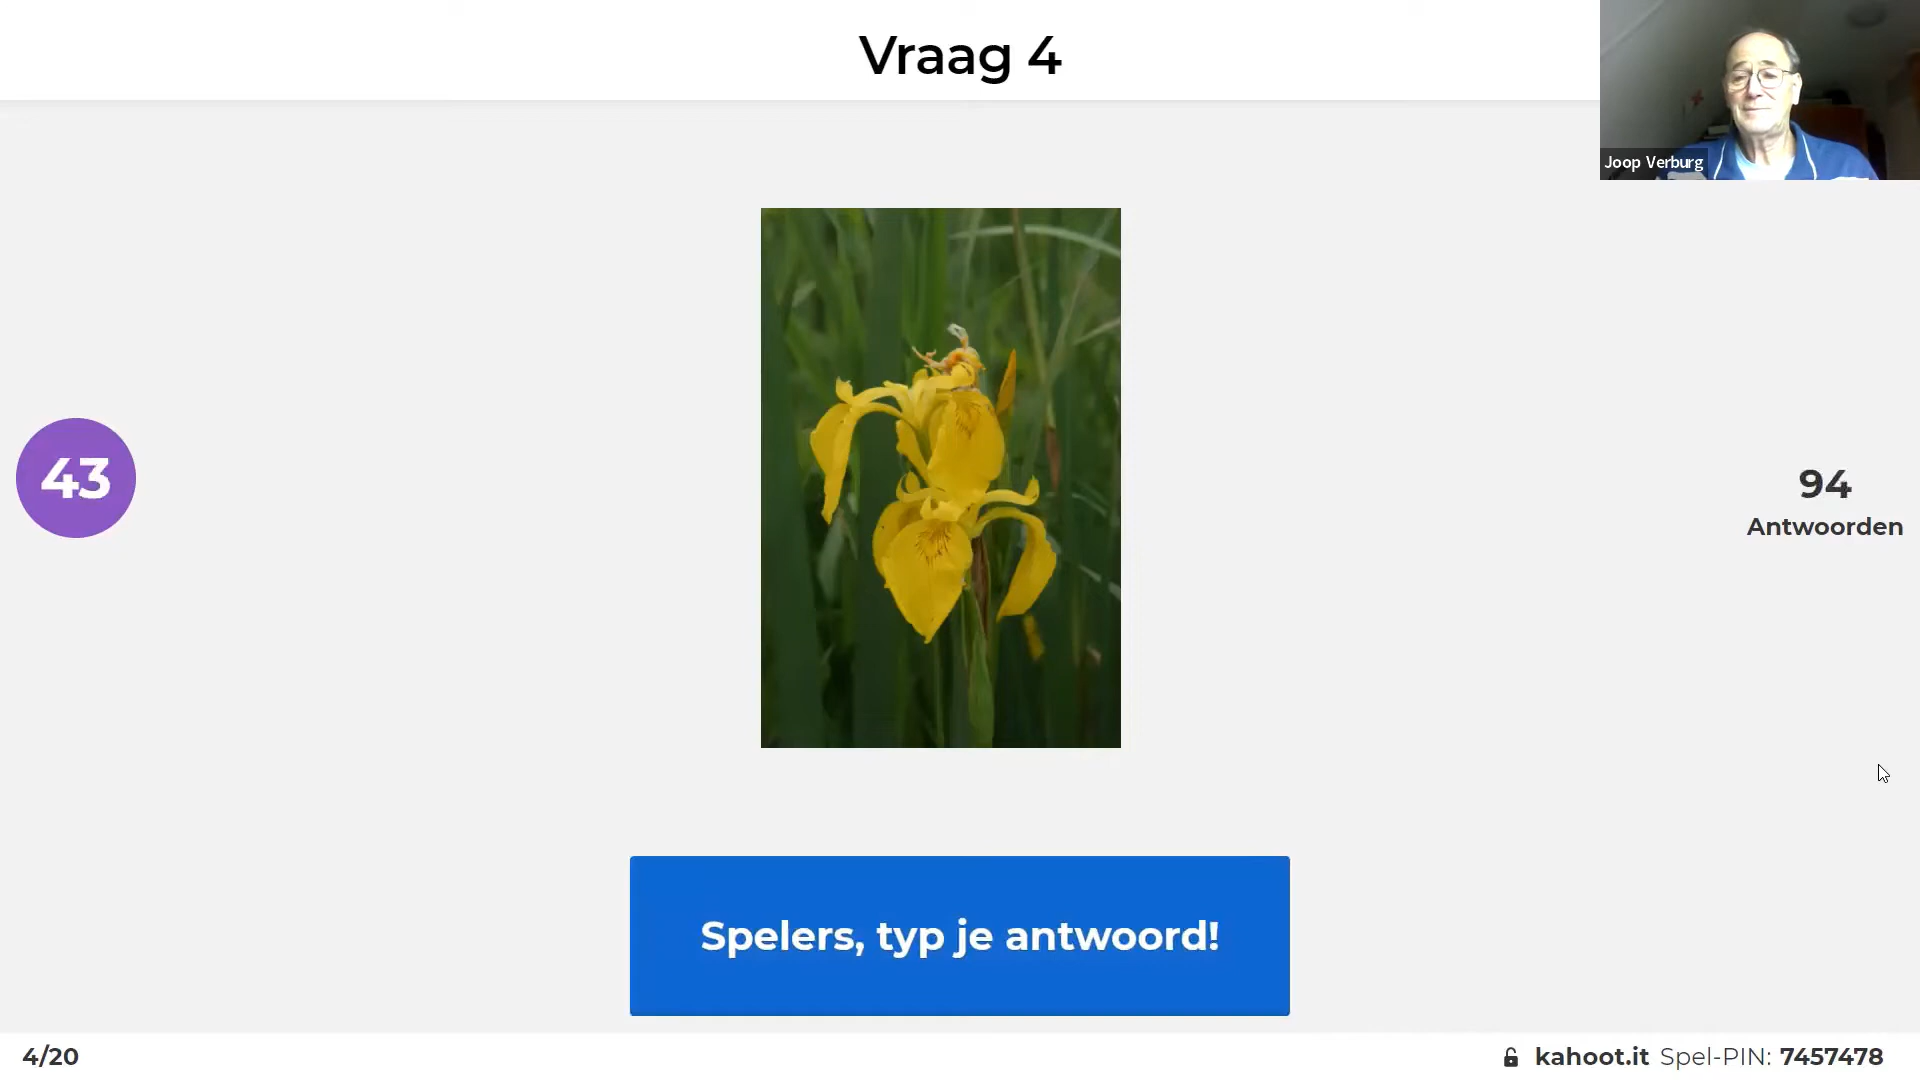 Vraag 4
Joop Verburg
43
94
Antwoorden
Spelers, typ je antwoord!
4/20
kahoot.it Spel-PIN: 7457478